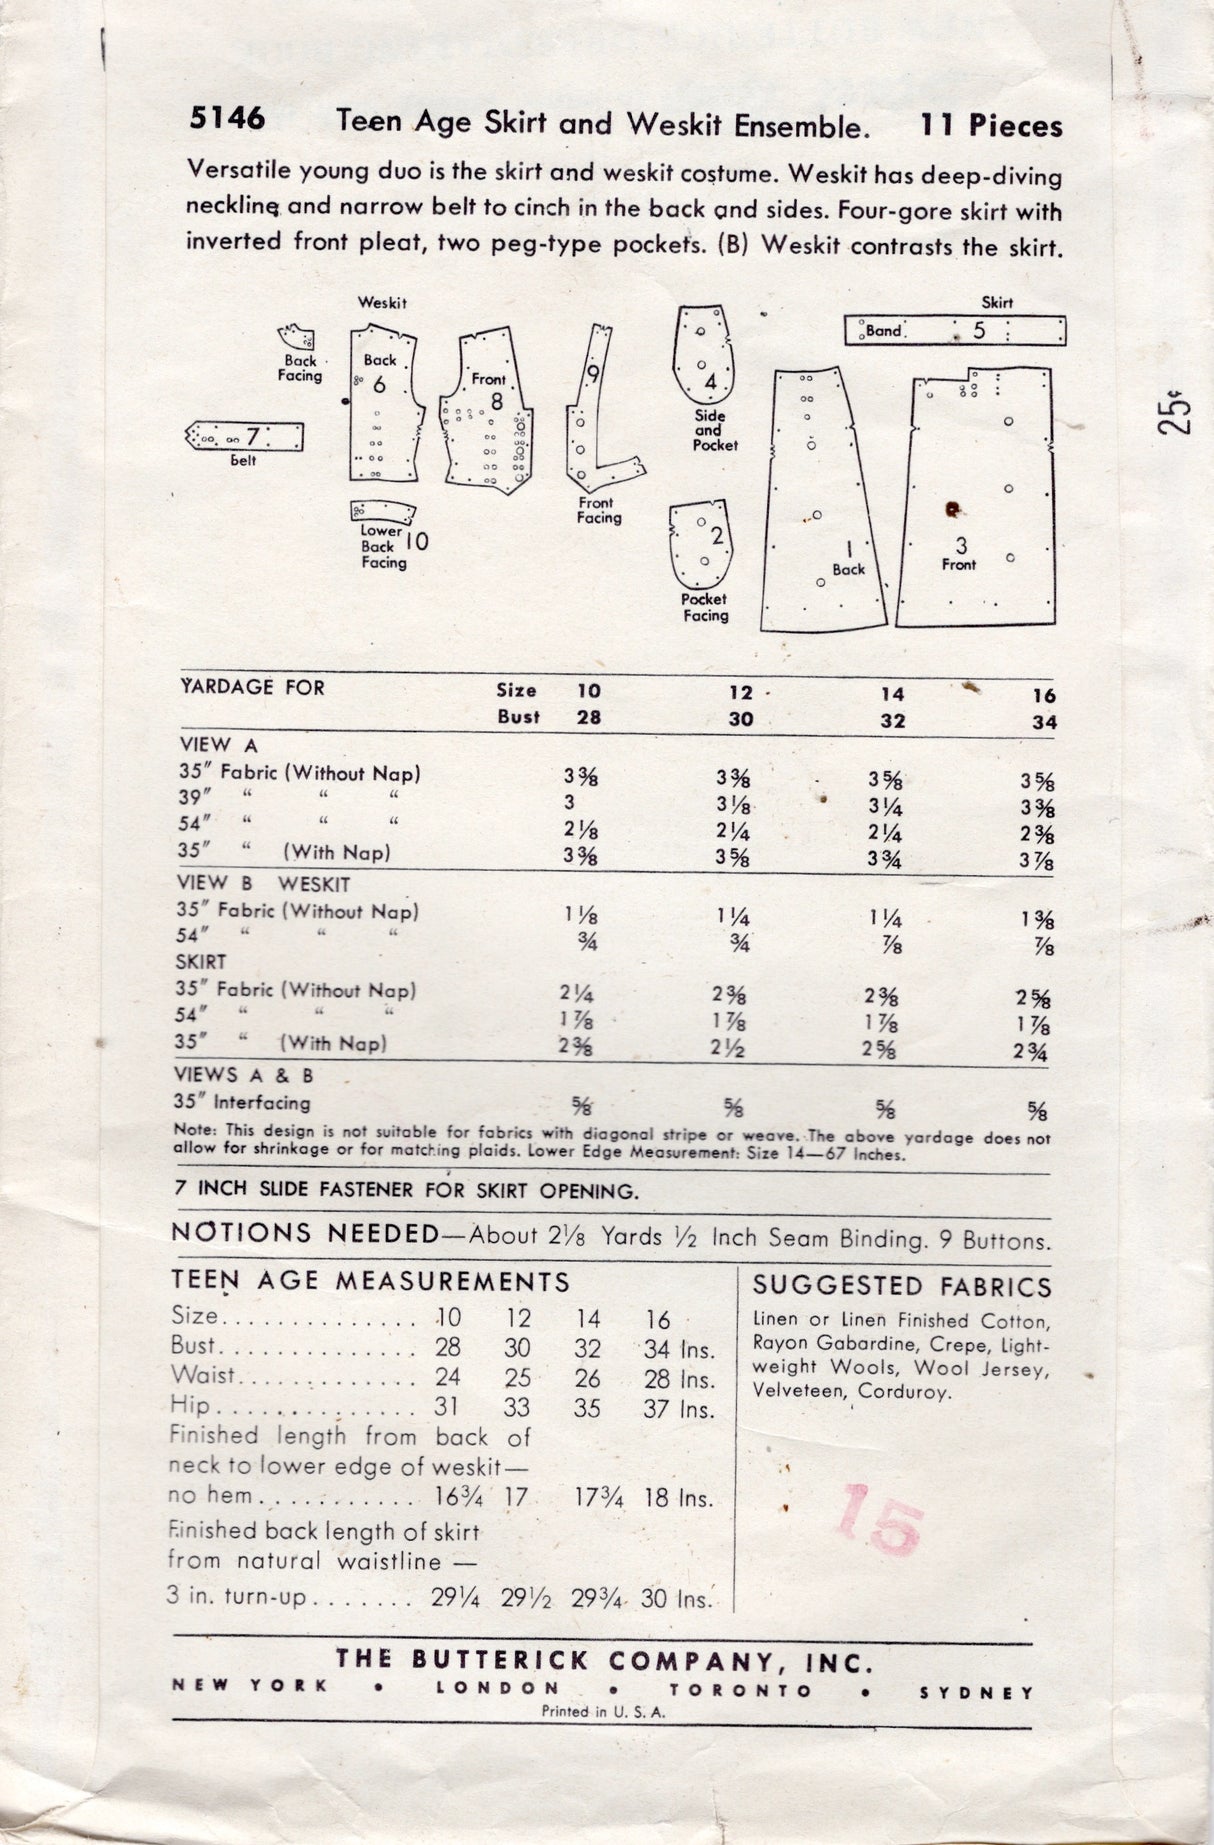 5146 Teen Age Skirt and Weskit Ensemble. 11 Pieces
Versatile young duo is the skirt and weskit costume. Weskit has deep-diving
neckline and narrow belt to cinch in the back and sides. Four-gore skirt with
inverted front pleat, two peg-type pockets. (B) Weskit contrasts the skirt.
Weskit
Skirt
Back
Facing
Back
6
Front
8
9
4
Band
5
7
belt
Side
and
Pocket
Front
Facing
Lower
Back 10
Facing
2
Pocket
Facing
1
Back
3
Front
25¢
YARDAGE FOR Size 10 12 14 16
Bust 28 30 32 34
VIEW A
35" Fabric (Without Nap) 3⅜ 3⅜ 3⅝ 3⅝
39" " " " 3 3⅛ 3¼ 3⅜
54" " " " 2⅛ 2¼ 2¼ 2⅜
35" " (With Nap) 3⅜ 3⅝ 3¾ 3⅞
VIEW B WESKIT
35" Fabric (Without Nap) 1⅛ 1¼ 1¼ 1⅜
54" " " " ¾ ¾ ⅞ ⅞
SKIRT
35" Fabric (Without Nap) 2¼ 2⅜ 2⅜ 2⅝
54" " " " 1⅞ 1⅞ 1⅞ 1⅞
35" " (With Nap) 2⅜ 2½ 2⅝ 2¾
VIEWS A & B
35" Interfacing ⅝ ⅝ ⅝ ⅝
Note: This design is not suitable for fabrics with diagonal stripe or weave. The above yardage does not
allow for shrinkage or for matching plaids. Lower Edge Measurement: Size 14—67 Inches.
7 INCH SLIDE FASTENER FOR SKIRT OPENING.
NOTIONS NEEDED—About 2⅛ Yards ½ Inch Seam Binding. 9 Buttons.
TEEN AGE MEASUREMENTS
Size.............. 10 12 14 16
Bust.............. 28 30 32 34 Ins.
Waist............. 24 25 26 28 Ins.
Hip............... 31 33 35 37 Ins.
Finished length from back of
neck to lower edge of weskit—
no hem............ 16¾ 17 17¾ 18 Ins.
Finished back length of skirt
from natural waistline —
3 in. turn-up....... 29¼ 29½ 29¾ 30 Ins.
SUGGESTED FABRICS
Linen or Linen Finished Cotton,
Rayon Gabardine, Crepe, Light-
weight Wools, Wool Jersey,
Velveteen, Corduroy.
15
THE BUTTERICK COMPANY, INC.
NEW YORK • LONDON • TORONTO • SYDNEY
Printed in U. S. A.